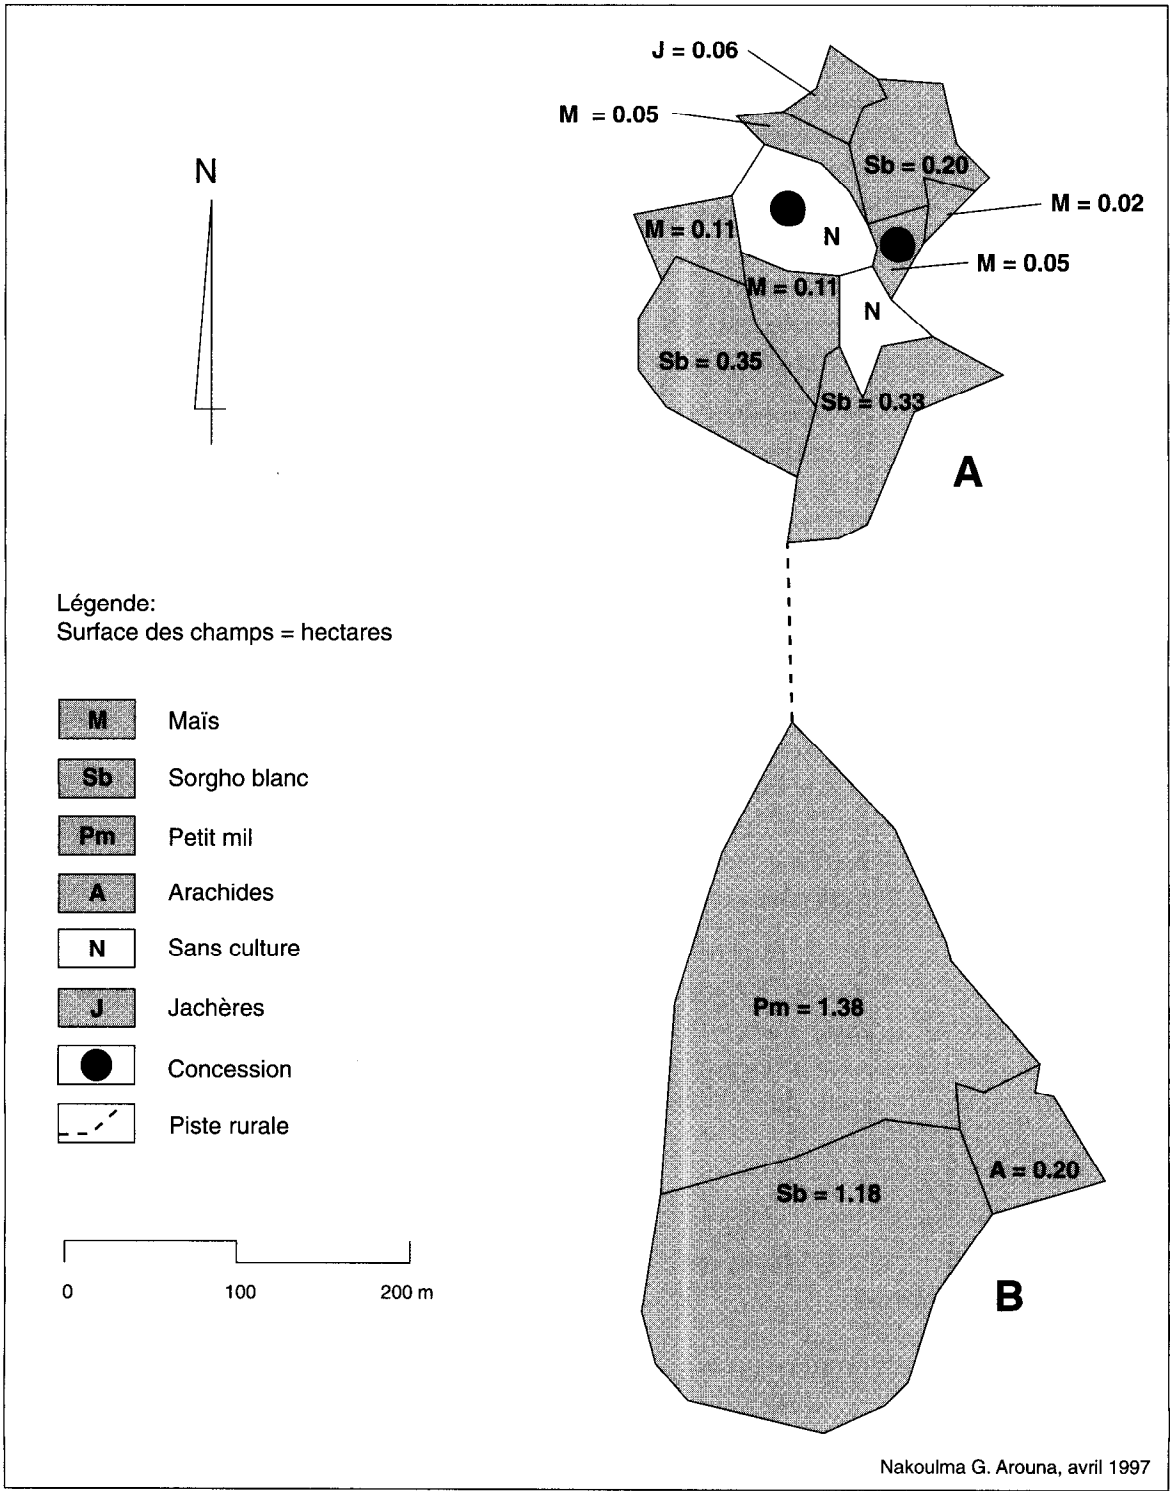 J = 0.06
M = 0.05
N
Sb = 0.20
M = 0.02
M = 0.11
N
M = 0.05
M = 0.11
N
Sb = 0.35
Sb = 0.33
A
Légende:
Surface des champs = hectares
M Maïs
Sb Sorgho blanc
Pm Petit mil
A Arachides
N Sans culture
J Jachères
Concession
Piste rurale
Pm = 1.38
A = 0.20
Sb = 1.18
B
0 100 200 m
Nakoulma G. Arouna, avril 1997